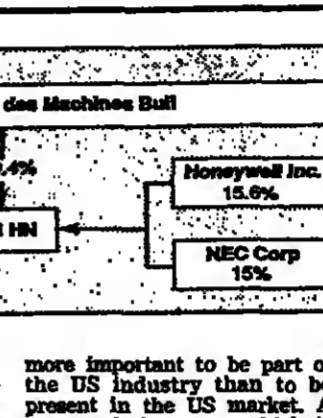 des Machines Bull
.4%
Honeywell Inc.
15.6%
HN
NEC Corp
15%
more important to be part o
the US industry than to be
present in the US market. A